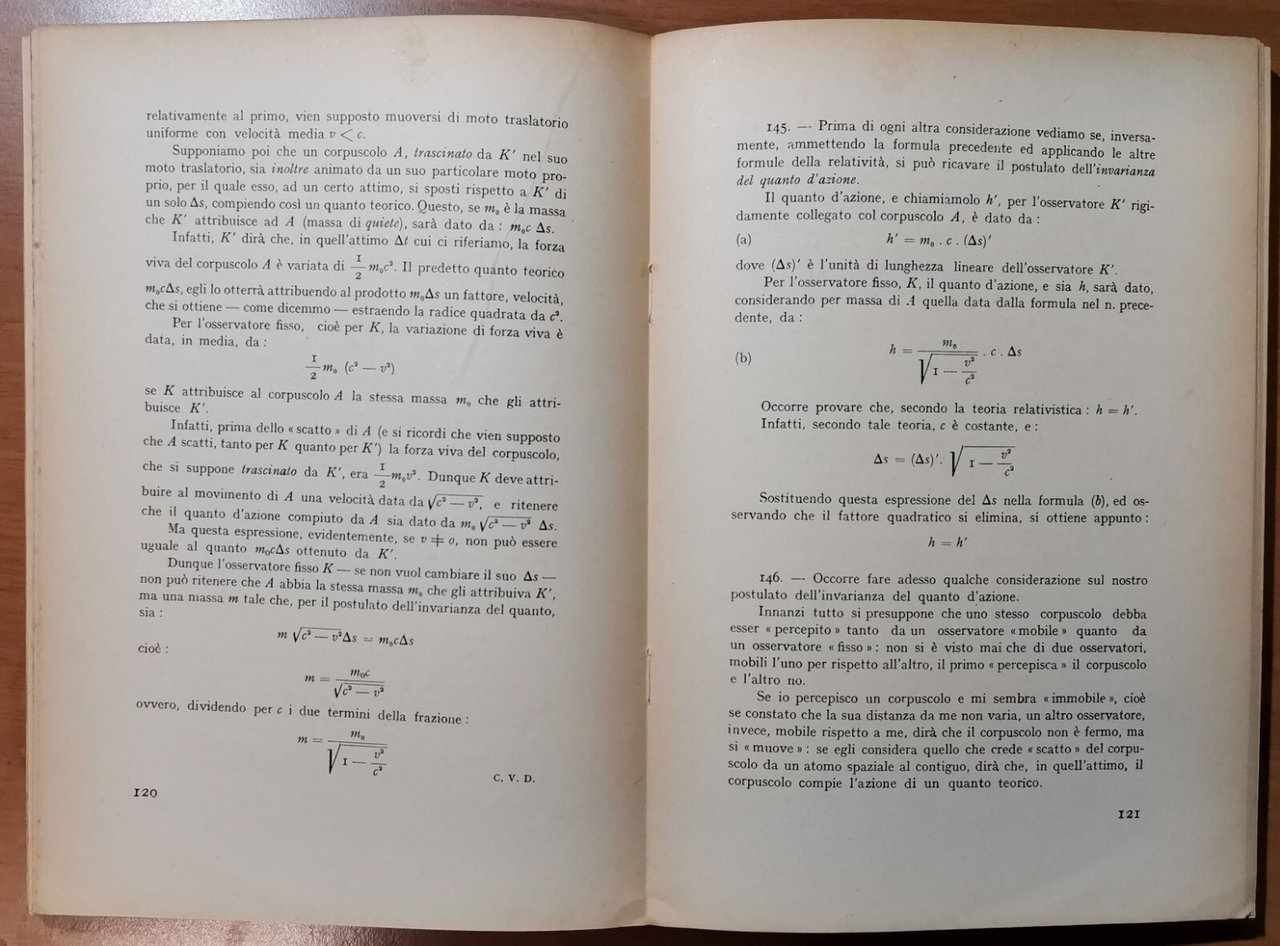 relativamente al primo, vien supposto muoversi di moto traslatorio
uniforme con velocità media v < c.
Supponiamo poi che un corpuscolo A, trascinato da K' nel suo
moto traslatorio, sia inoltre animato da un suo particolare moto pro-
prio, per il quale esso, ad un certo attimo, si sposti rispetto a K' di
un solo Δs, compiendo così un quanto teorico. Questo, se m₀ è la massa
che K' attribuisce ad A (massa di quiete), sarà dato da : m₀c Δs.
Infatti, K' dirà che, in quell'attimo Δt cui ci riferiamo, la forza
viva del corpuscolo A è variata di 1/2 m₀c². Il predetto quanto teorico
m₀cΔs, egli lo otterrà attribuendo al prodotto m₀Δs un fattore, velocità,
che si ottiene — come dicemmo — estraendo la radice quadrata da c².
Per l'osservatore fisso, cioè per K, la variazione di forza viva è
data, in media, da :
1/2 m₀ (c² — v²)
se K attribuisce al corpuscolo A la stessa massa m₀ che gli attri-
buisce K'.
Infatti, prima dello « scatto » di A (e si ricordi che vien supposto
che A scatti, tanto per K quanto per K') la forza viva del corpuscolo,
che si suppone trascinato da K', era 1/2 m₀v². Dunque K deve attri-
buire al movimento di A una velocità data da √(c² — v²), e ritenere
che il quanto d'azione compiuto da A sia dato da m₀ √(c² — v²) Δs.
Ma questa espressione, evidentemente, se v ≠ o, non può essere
uguale al quanto m₀cΔs ottenuto da K'.
Dunque l'osservatore fisso K — se non vuol cambiare il suo Δs —
non può ritenere che A abbia la stessa massa m₀ che gli attribuiva K',
ma una massa m tale che, per il postulato dell'invarianza del quanto,
sia :
m √(c² — v²) Δs = m₀cΔs
cioè :
m = m₀c / √(c² — v²)
ovvero, dividendo per c i due termini della frazione :
m = m₀ / √(1 — v²/c²)
C. V. D.
120
145. — Prima di ogni altra considerazione vediamo se, inversa-
mente, ammettendo la formula precedente ed applicando le altre
formule della relatività, si può ricavare il postulato dell'invarianza
del quanto d'azione.
Il quanto d'azione, e chiamiamolo h', per l'osservatore K' rigi-
damente collegato col corpuscolo A, è dato da :
(a) h' = m₀ . c . (Δs)'
dove (Δs)' è l'unità di lunghezza lineare dell'osservatore K'.
Per l'osservatore fisso, K, il quanto d'azione, e sia h, sarà dato,
considerando per massa di A quella data dalla formula nel n. prece-
dente, da :
(b) h = m₀ / √(1 — v²/c²) . c . Δs
Occorre provare che, secondo la teoria relativistica : h = h'.
Infatti, secondo tale teoria, c è costante, e :
Δs = (Δs)'. √(1 — v²/c²)
Sostituendo questa espressione del Δs nella formula (b), ed os-
servando che il fattore quadratico si elimina, si ottiene appunto :
h = h'
146. — Occorre fare adesso qualche considerazione sul nostro
postulato dell'invarianza del quanto d'azione.
Innanzi tutto si presuppone che uno stesso corpuscolo debba
esser « percepito » tanto da un osservatore « mobile » quanto da
un osservatore « fisso » : non si è visto mai che di due osservatori,
mobili l'uno per rispetto all'altro, il primo « percepisca » il corpuscolo
e l'altro no.
Se io percepisco un corpuscolo e mi sembra « immobile », cioè
se constato che la sua distanza da me non varia, un altro osservatore,
invece, mobile rispetto a me, dirà che il corpuscolo non è fermo, ma
si « muove » : se egli considera quello che crede « scatto » del corpu-
scolo da un atomo spaziale al contiguo, dirà che, in quell'attimo, il
corpuscolo compie l'azione di un quanto teorico.
121